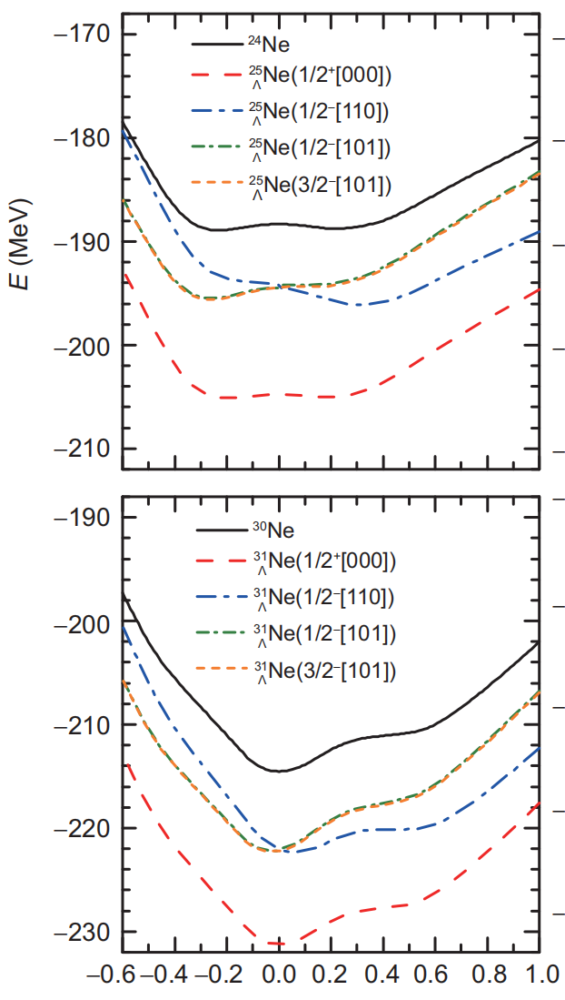 −170
−180
−190
−200
−210
E (MeV)
²⁴Ne
²⁵ΛNe(1/2⁺[000])
²⁵ΛNe(1/2⁻[110])
²⁵ΛNe(1/2⁻[101])
²⁵ΛNe(3/2⁻[101])
−190
−200
−210
−220
−230
³⁰Ne
³¹ΛNe(1/2⁺[000])
³¹ΛNe(1/2⁻[110])
³¹ΛNe(1/2⁻[101])
³¹ΛNe(3/2⁻[101])
−0.6 −0.4 −0.2 0.0 0.2 0.4 0.6 0.8 1.0